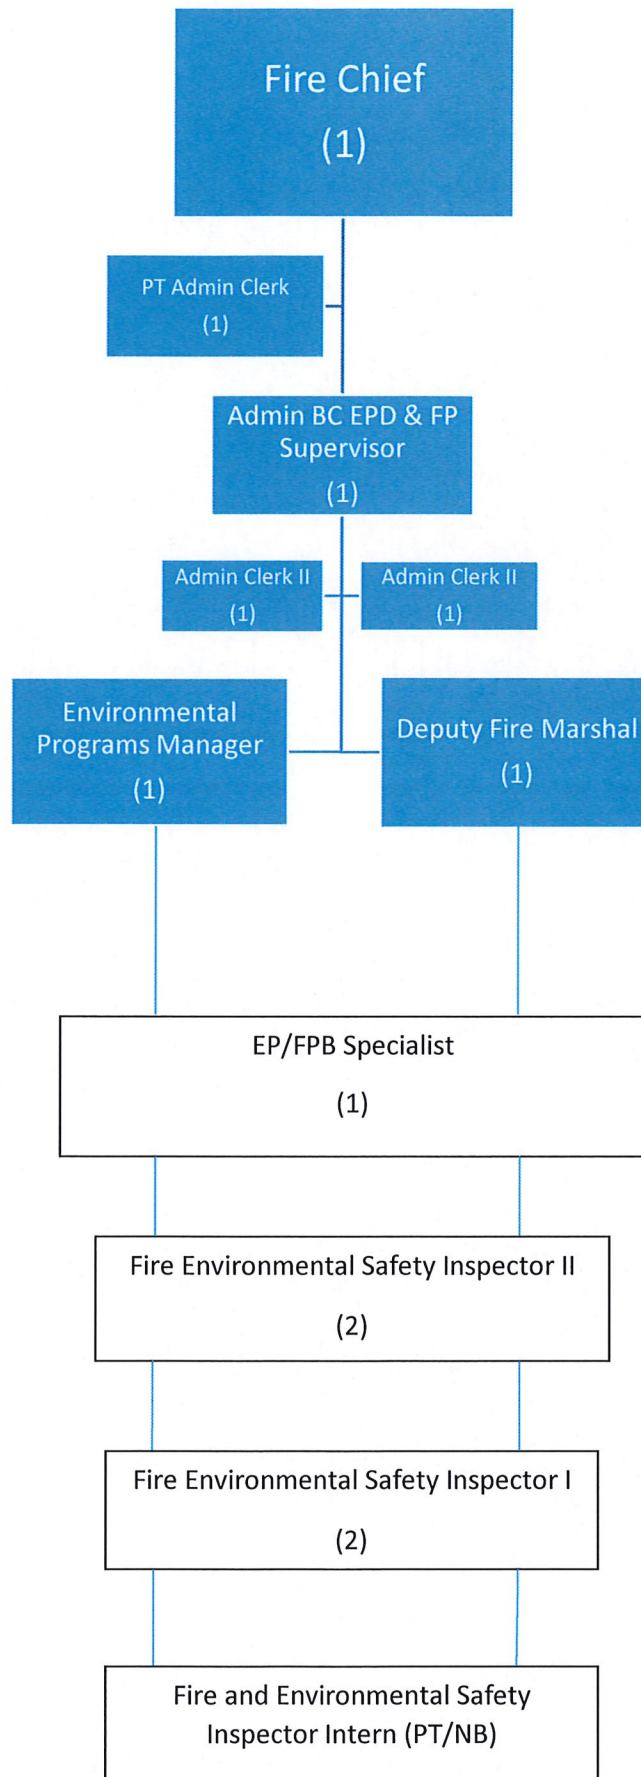 Fire Chief
(1)
PT Admin Clerk
(1)
Admin BC EPD & FP
Supervisor
(1)
Admin Clerk II
(1)
Admin Clerk II
(1)
Environmental
Programs Manager
(1)
Deputy Fire Marshal
(1)
EP/FPB Specialist
(1)
Fire Environmental Safety Inspector II
(2)
Fire Environmental Safety Inspector I
(2)
Fire and Environmental Safety
Inspector Intern (PT/NB)